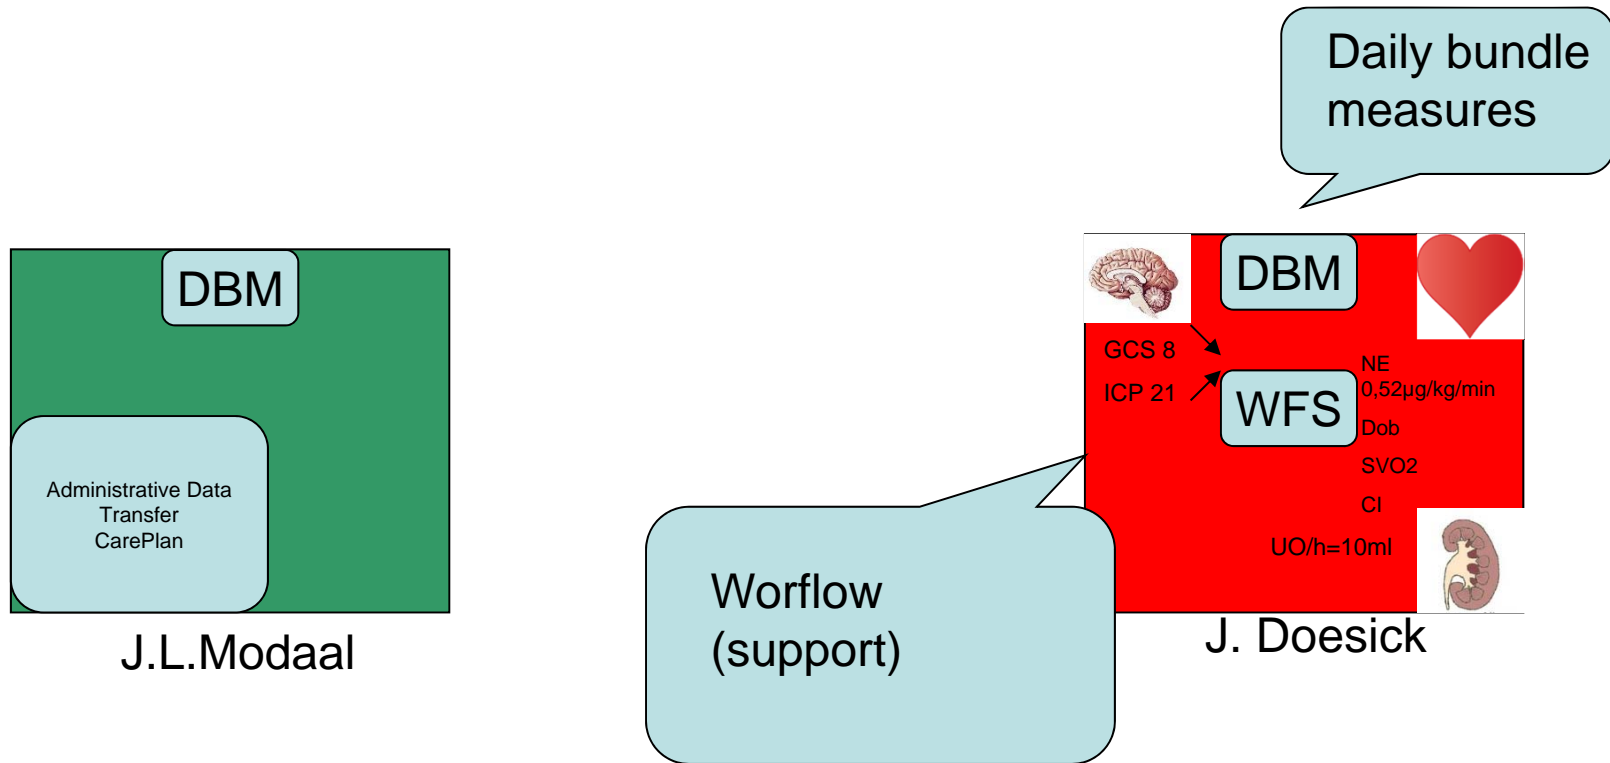 Daily bundle
measures
DBM
Administrative Data
Transfer
CarePlan
J.L.Modaal
DBM
GCS 8
ICP 21
WFS
NE
0,52µg/kg/min
Dob
SVO2
CI
UO/h=10ml
J. Doesick
Worflow
(support)